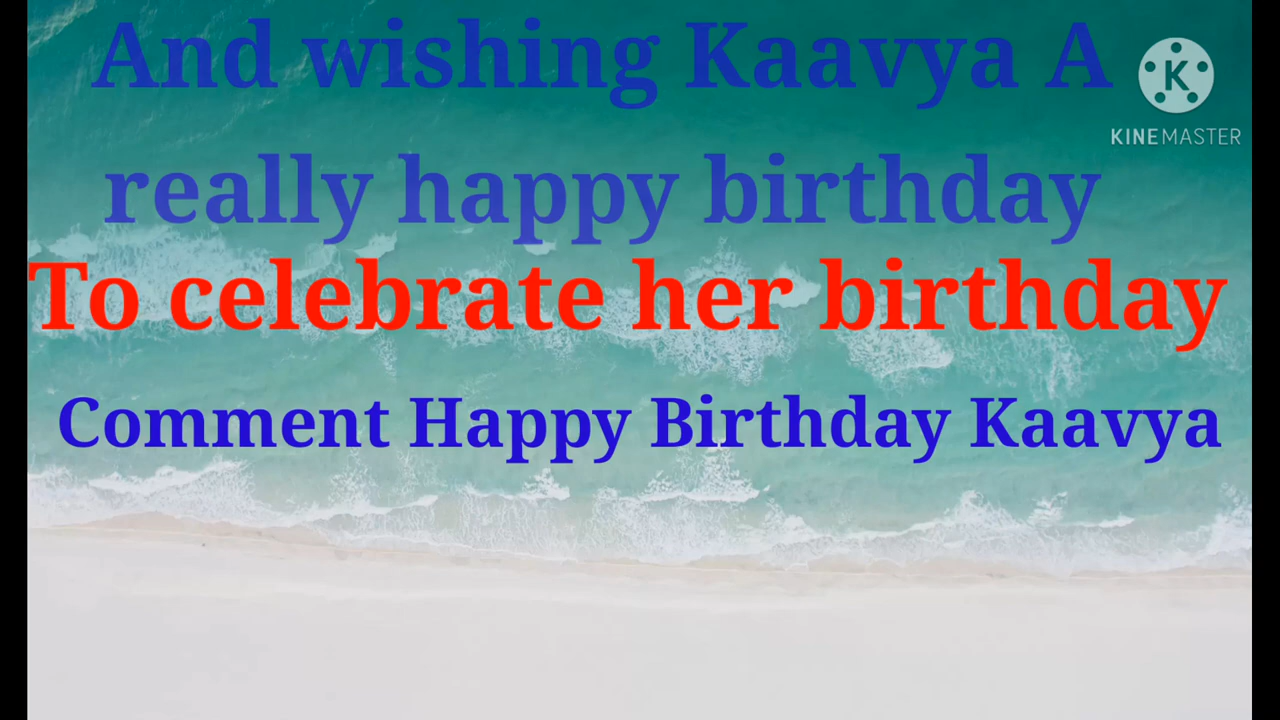 And wishing Kaavya A
really happy birthday
To celebrate her birthday
Comment Happy Birthday Kaavya
K
KINEMASTER